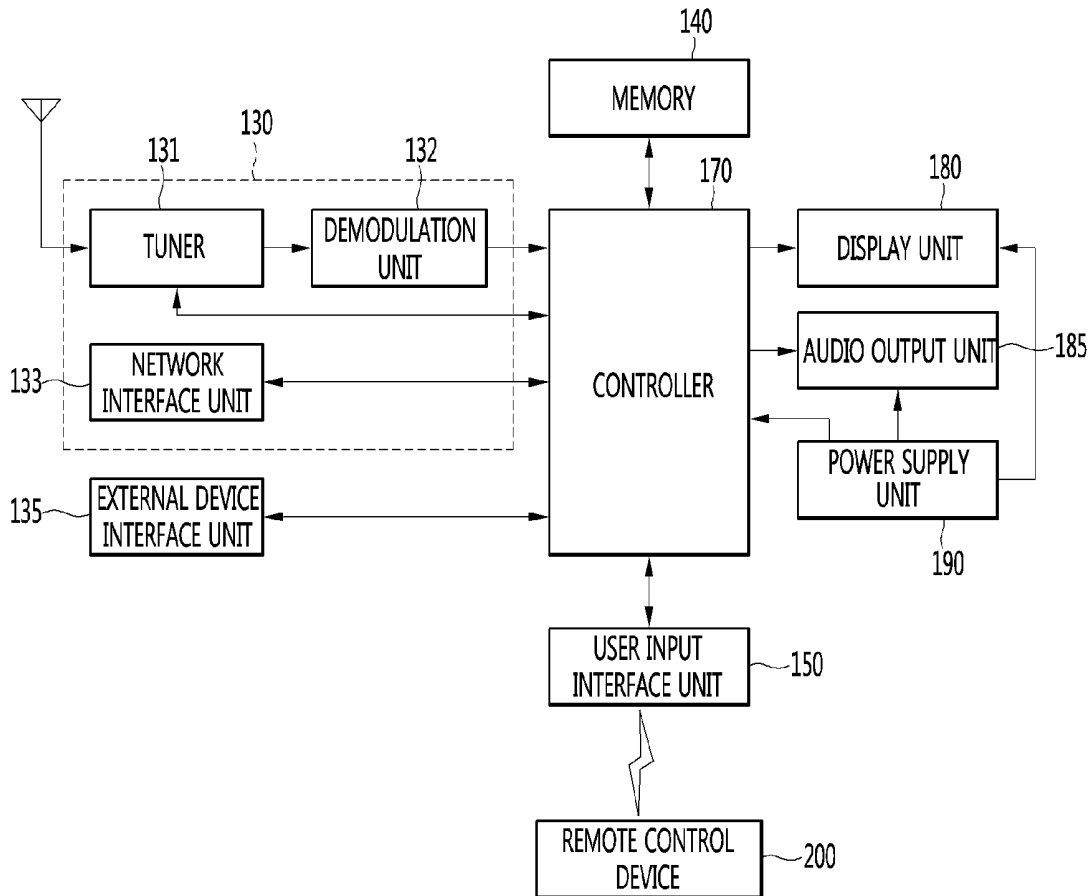 140
MEMORY
130
131
132
170
180
TUNER
DEMODULATION
UNIT
DISPLAY UNIT
CONTROLLER
AUDIO OUTPUT UNIT
185
133
NETWORK
INTERFACE UNIT
POWER SUPPLY
UNIT
190
135
EXTERNAL DEVICE
INTERFACE UNIT
USER INPUT
INTERFACE UNIT
150
REMOTE CONTROL
DEVICE
200